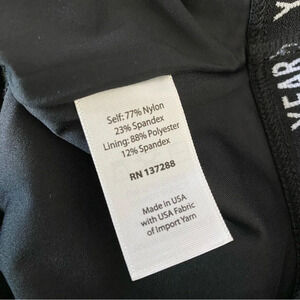 Self: 77% Nylon
23% Spandex
Lining: 88% Polyester
12% Spandex
RN 137288
Made in USA
with USA Fabric
of Import Yarn
YEAR